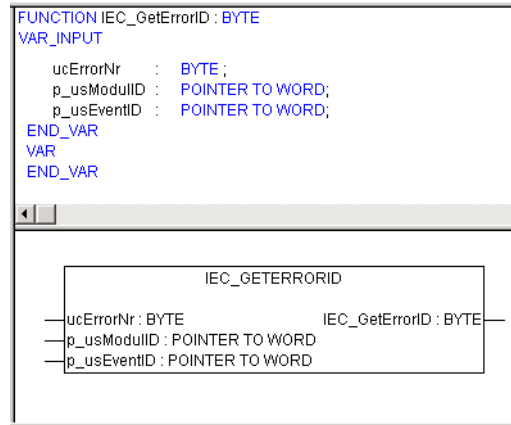 FUNCTION IEC_GetErrorID : BYTE
VAR_INPUT
ucErrorNr : BYTE ;
p_usModulID : POINTER TO WORD;
p_usEventID : POINTER TO WORD;
END_VAR
VAR
END_VAR
IEC_GETERRORID
ucErrorNr : BYTE IEC_GetErrorID : BYTE
p_usModulID : POINTER TO WORD
p_usEventID : POINTER TO WORD